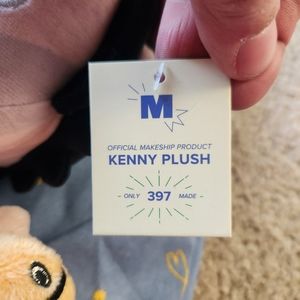 M
OFFICIAL MAKESHIP PRODUCT
KENNY PLUSH
- ONLY 397 MADE -